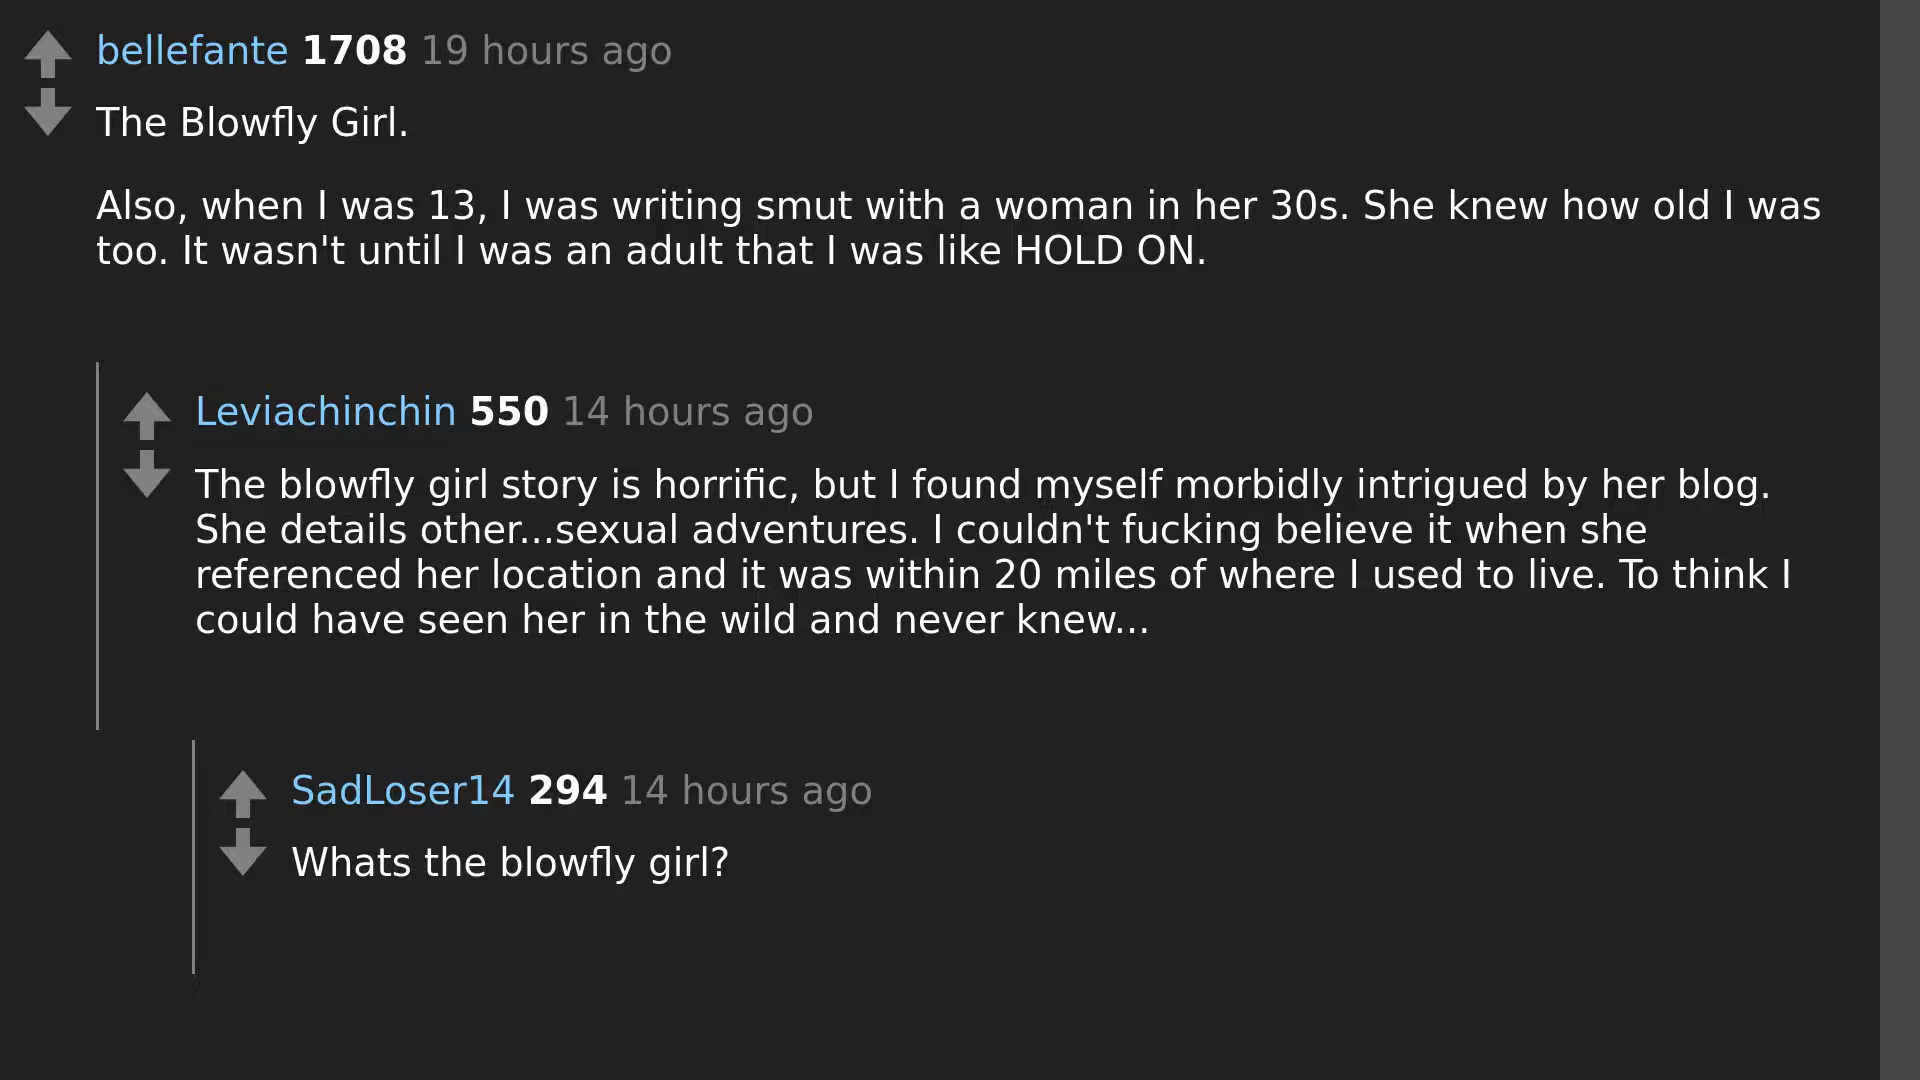 bellefante 1708 19 hours ago
The Blowfly Girl.
Also, when I was 13, I was writing smut with a woman in her 30s. She knew how old I was
too. It wasn't until I was an adult that I was like HOLD ON.
Leviachinchin 550 14 hours ago
The blowfly girl story is horrific, but I found myself morbidly intrigued by her blog.
She details other...sexual adventures. I couldn't fucking believe it when she
referenced her location and it was within 20 miles of where I used to live. To think I
could have seen her in the wild and never knew...
SadLoser14 294 14 hours ago
Whats the blowfly girl?